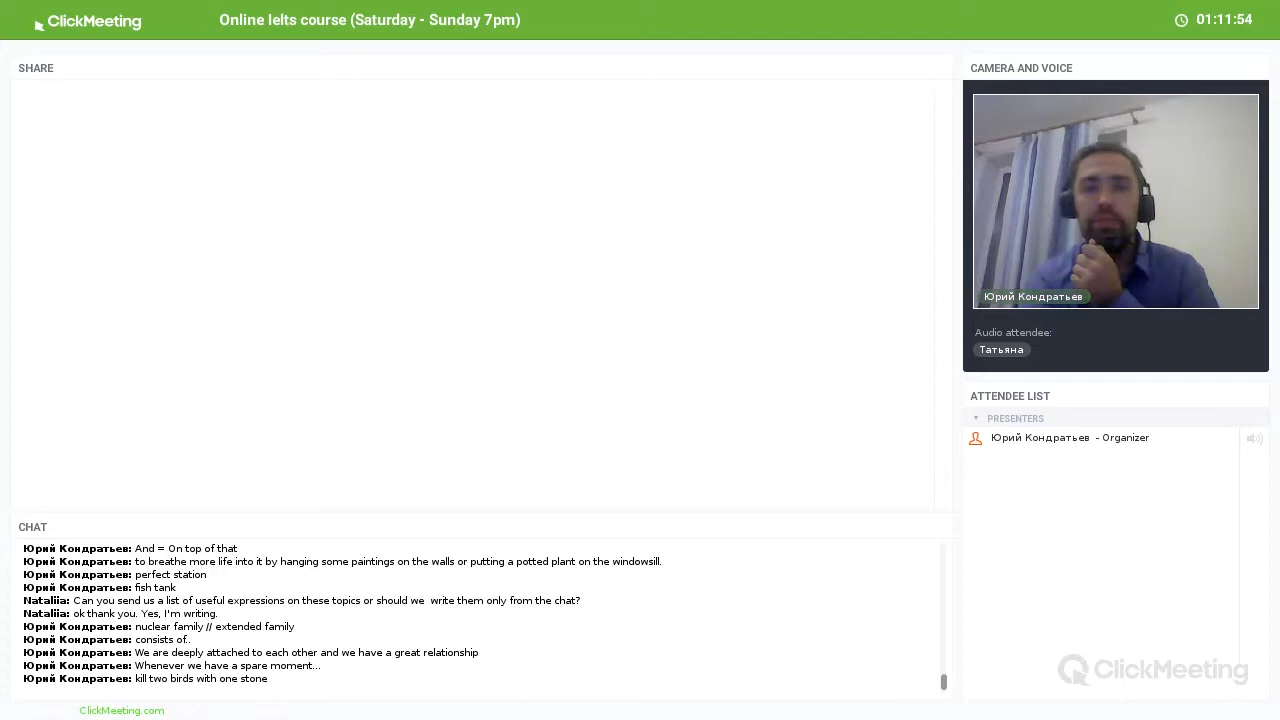 ClickMeeting
Online Ielts course (Saturday - Sunday 7pm)
01:11:54
SHARE
CAMERA AND VOICE
Юрий Кондратьев
Audio attendee:
Татьяна
ATTENDEE LIST
PRESENTERS
Юрий Кондратьев - Organizer
CHAT
Юрий Кондратьев: And = On top of that
Юрий Кондратьев: to breathe more life into it by hanging some paintings on the walls or putting a potted plant on the windowsill.
Юрий Кондратьев: perfect station
Юрий Кондратьев: fish tank
Nataliia: Can you send us a list of useful expressions on these topics or should we write them only from the chat?
Nataliia: ok thank you. Yes, I'm writing.
Юрий Кондратьев: nuclear family // extended family
Юрий Кондратьев: consists of..
Юрий Кондратьев: We are deeply attached to each other and we have a great relationship
Юрий Кондратьев: Whenever we have a spare moment...
Юрий Кондратьев: kill two birds with one stone
ClickMeeting
ClickMeeting.com